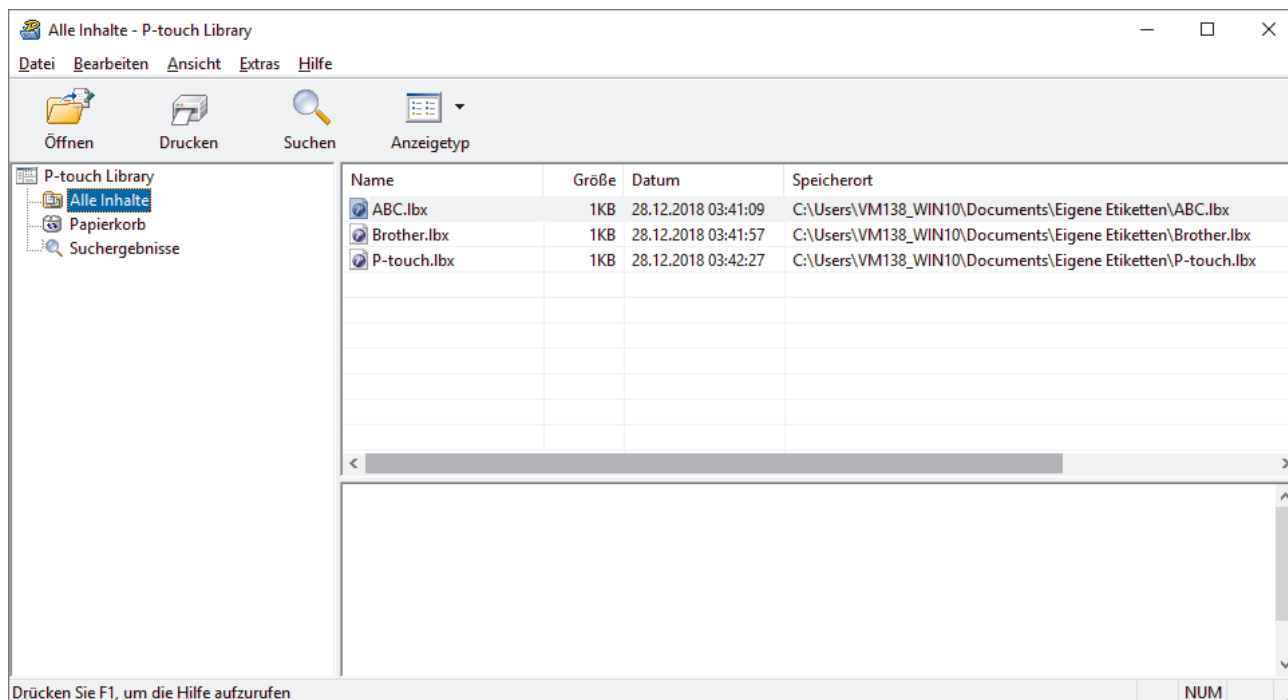 Alle Inhalte - P-touch Library
Datei Bearbeiten Ansicht Extras Hilfe
Öffnen Drucken Suchen Anzeigetyp
P-touch Library
Alle Inhalte
Papierkorb
Suchergebnisse
Name Größe Datum Speicherort
ABC.lbx 1KB 28.12.2018 03:41:09 C:\Users\VM138_WIN10\Documents\Eigene Etiketten\ABC.lbx
Brother.lbx 1KB 28.12.2018 03:41:57 C:\Users\VM138_WIN10\Documents\Eigene Etiketten\Brother.lbx
P-touch.lbx 1KB 28.12.2018 03:42:27 C:\Users\VM138_WIN10\Documents\Eigene Etiketten\P-touch.lbx
Drücken Sie F1, um die Hilfe aufzurufen NUM